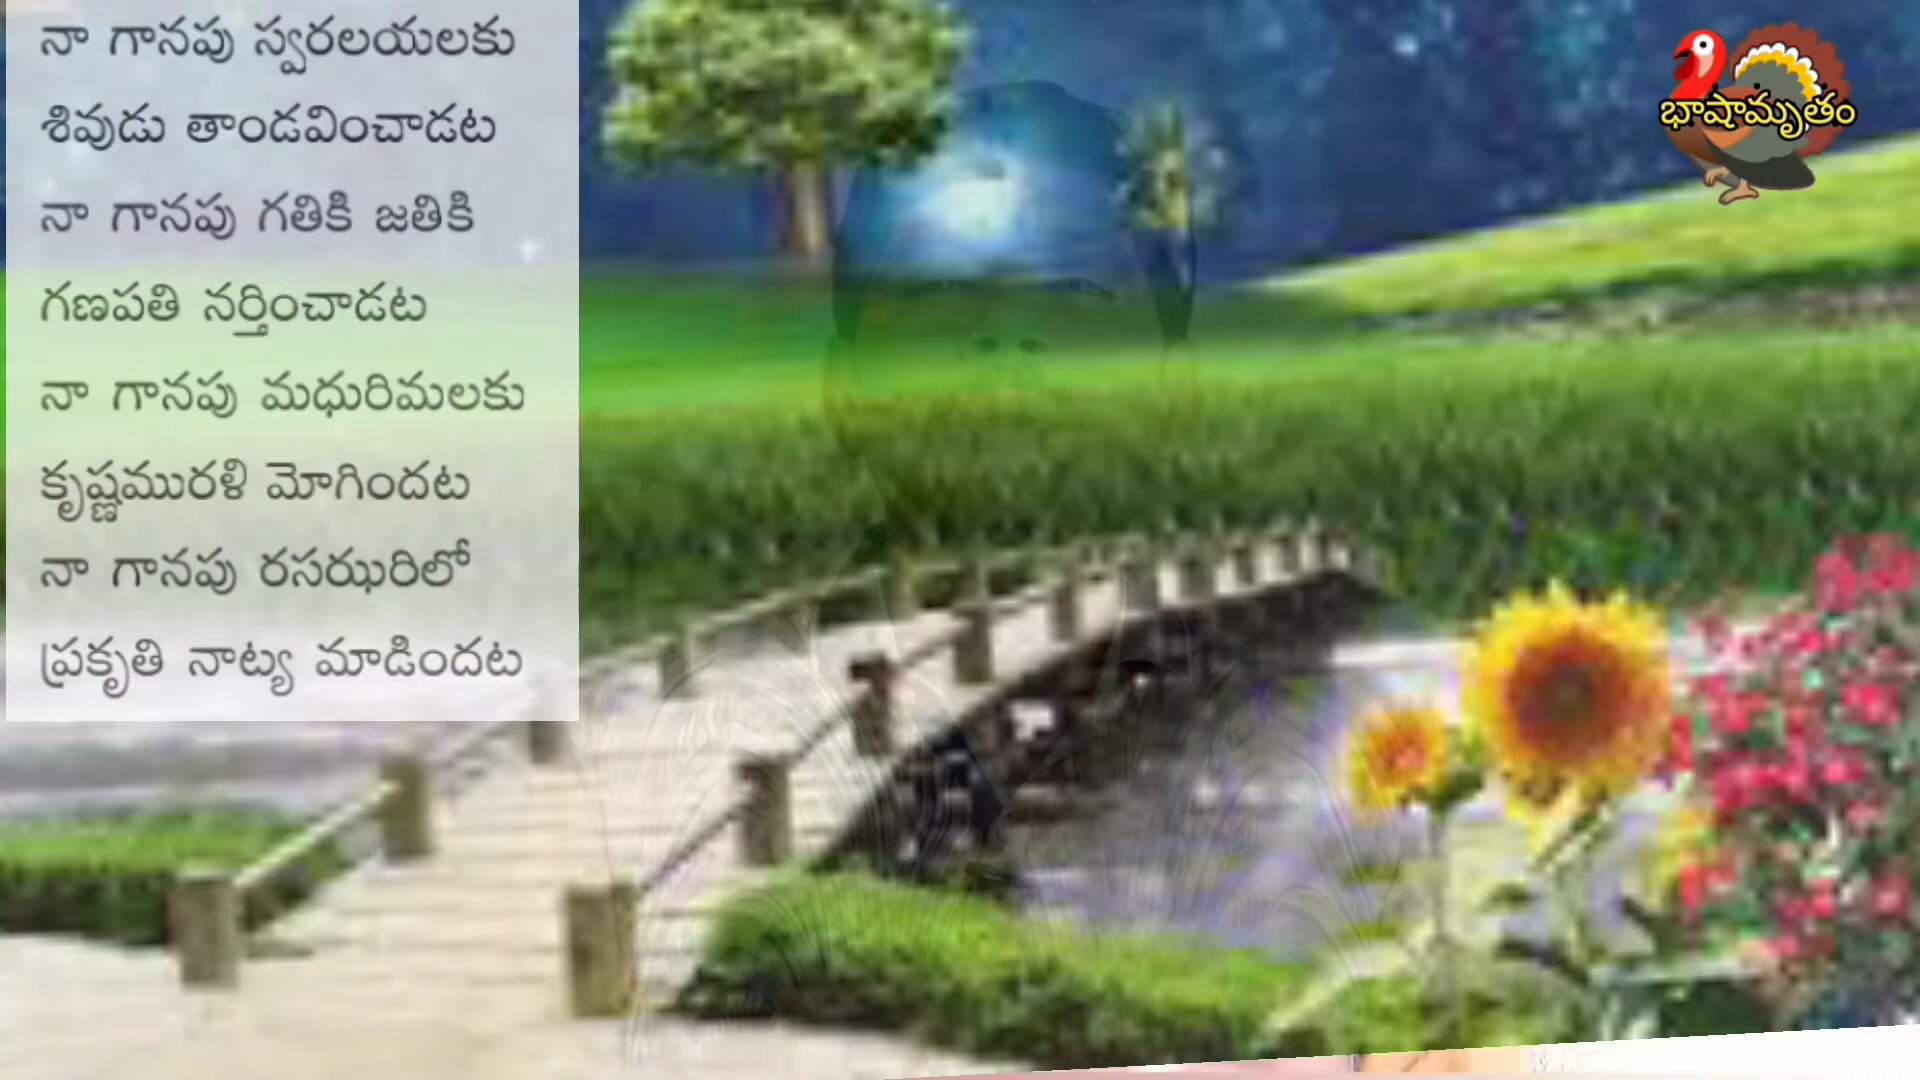 నా గానపు స్వరలయలకు
శివుడు తాండవించాడట
నా గానపు గతికి జతికి
గణపతి నర్తించాడట
నా గానపు మధురిమలకు
కృష్ణమురళి మోగిందట
నా గానపు రసఝరిలో
ప్రకృతి నాట్య మాడిందట
భాషామృతం